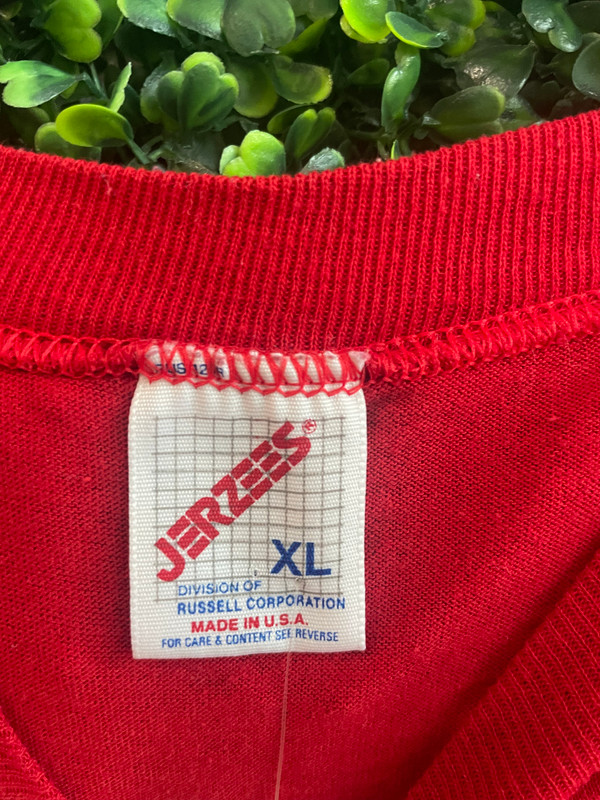 JERZEES®
XL
DIVISION OF
RUSSELL CORPORATION
MADE IN U.S.A.
FOR CARE & CONTENT SEE REVERSE